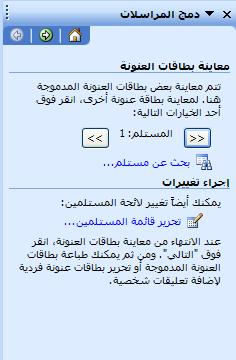 دمج المراسلات
معاينة بطاقات العنونة
تتم معاينة بعض بطاقات العنونة المدموجة
هنا. لمعاينة بطاقة عنونة أخرى، انقر فوق
أحد الخيارات التالية:
>> المستلم: 1 <<
بحث عن مستلم...
إجراء تغييرات
يمكنك أيضاً تغيير لائحة المستلمين:
تحرير قائمة المستلمين...
عند الانتهاء من معاينة بطاقات العنونة، انقر
فوق "التالي". ومن ثم يمكنك طباعة بطاقات
العنونة المدموجة أو تحرير بطاقات عنونة فردية
لإضافة تعليقات شخصية.